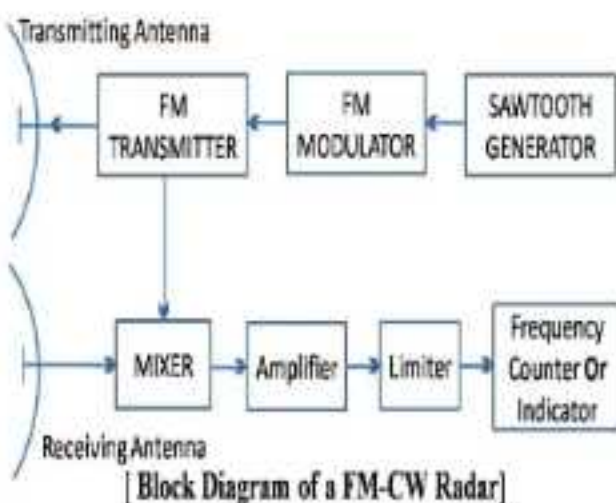 Transmitting Antenna
FM
TRANSMITTER
FM
MODULATOR
SAWTOOTH
GENERATOR
MIXER
Amplifier
Limiter
Frequency
Counter Or
Indicator
Receiving Antenna
[ Block Diagram of a FM-CW Radar]